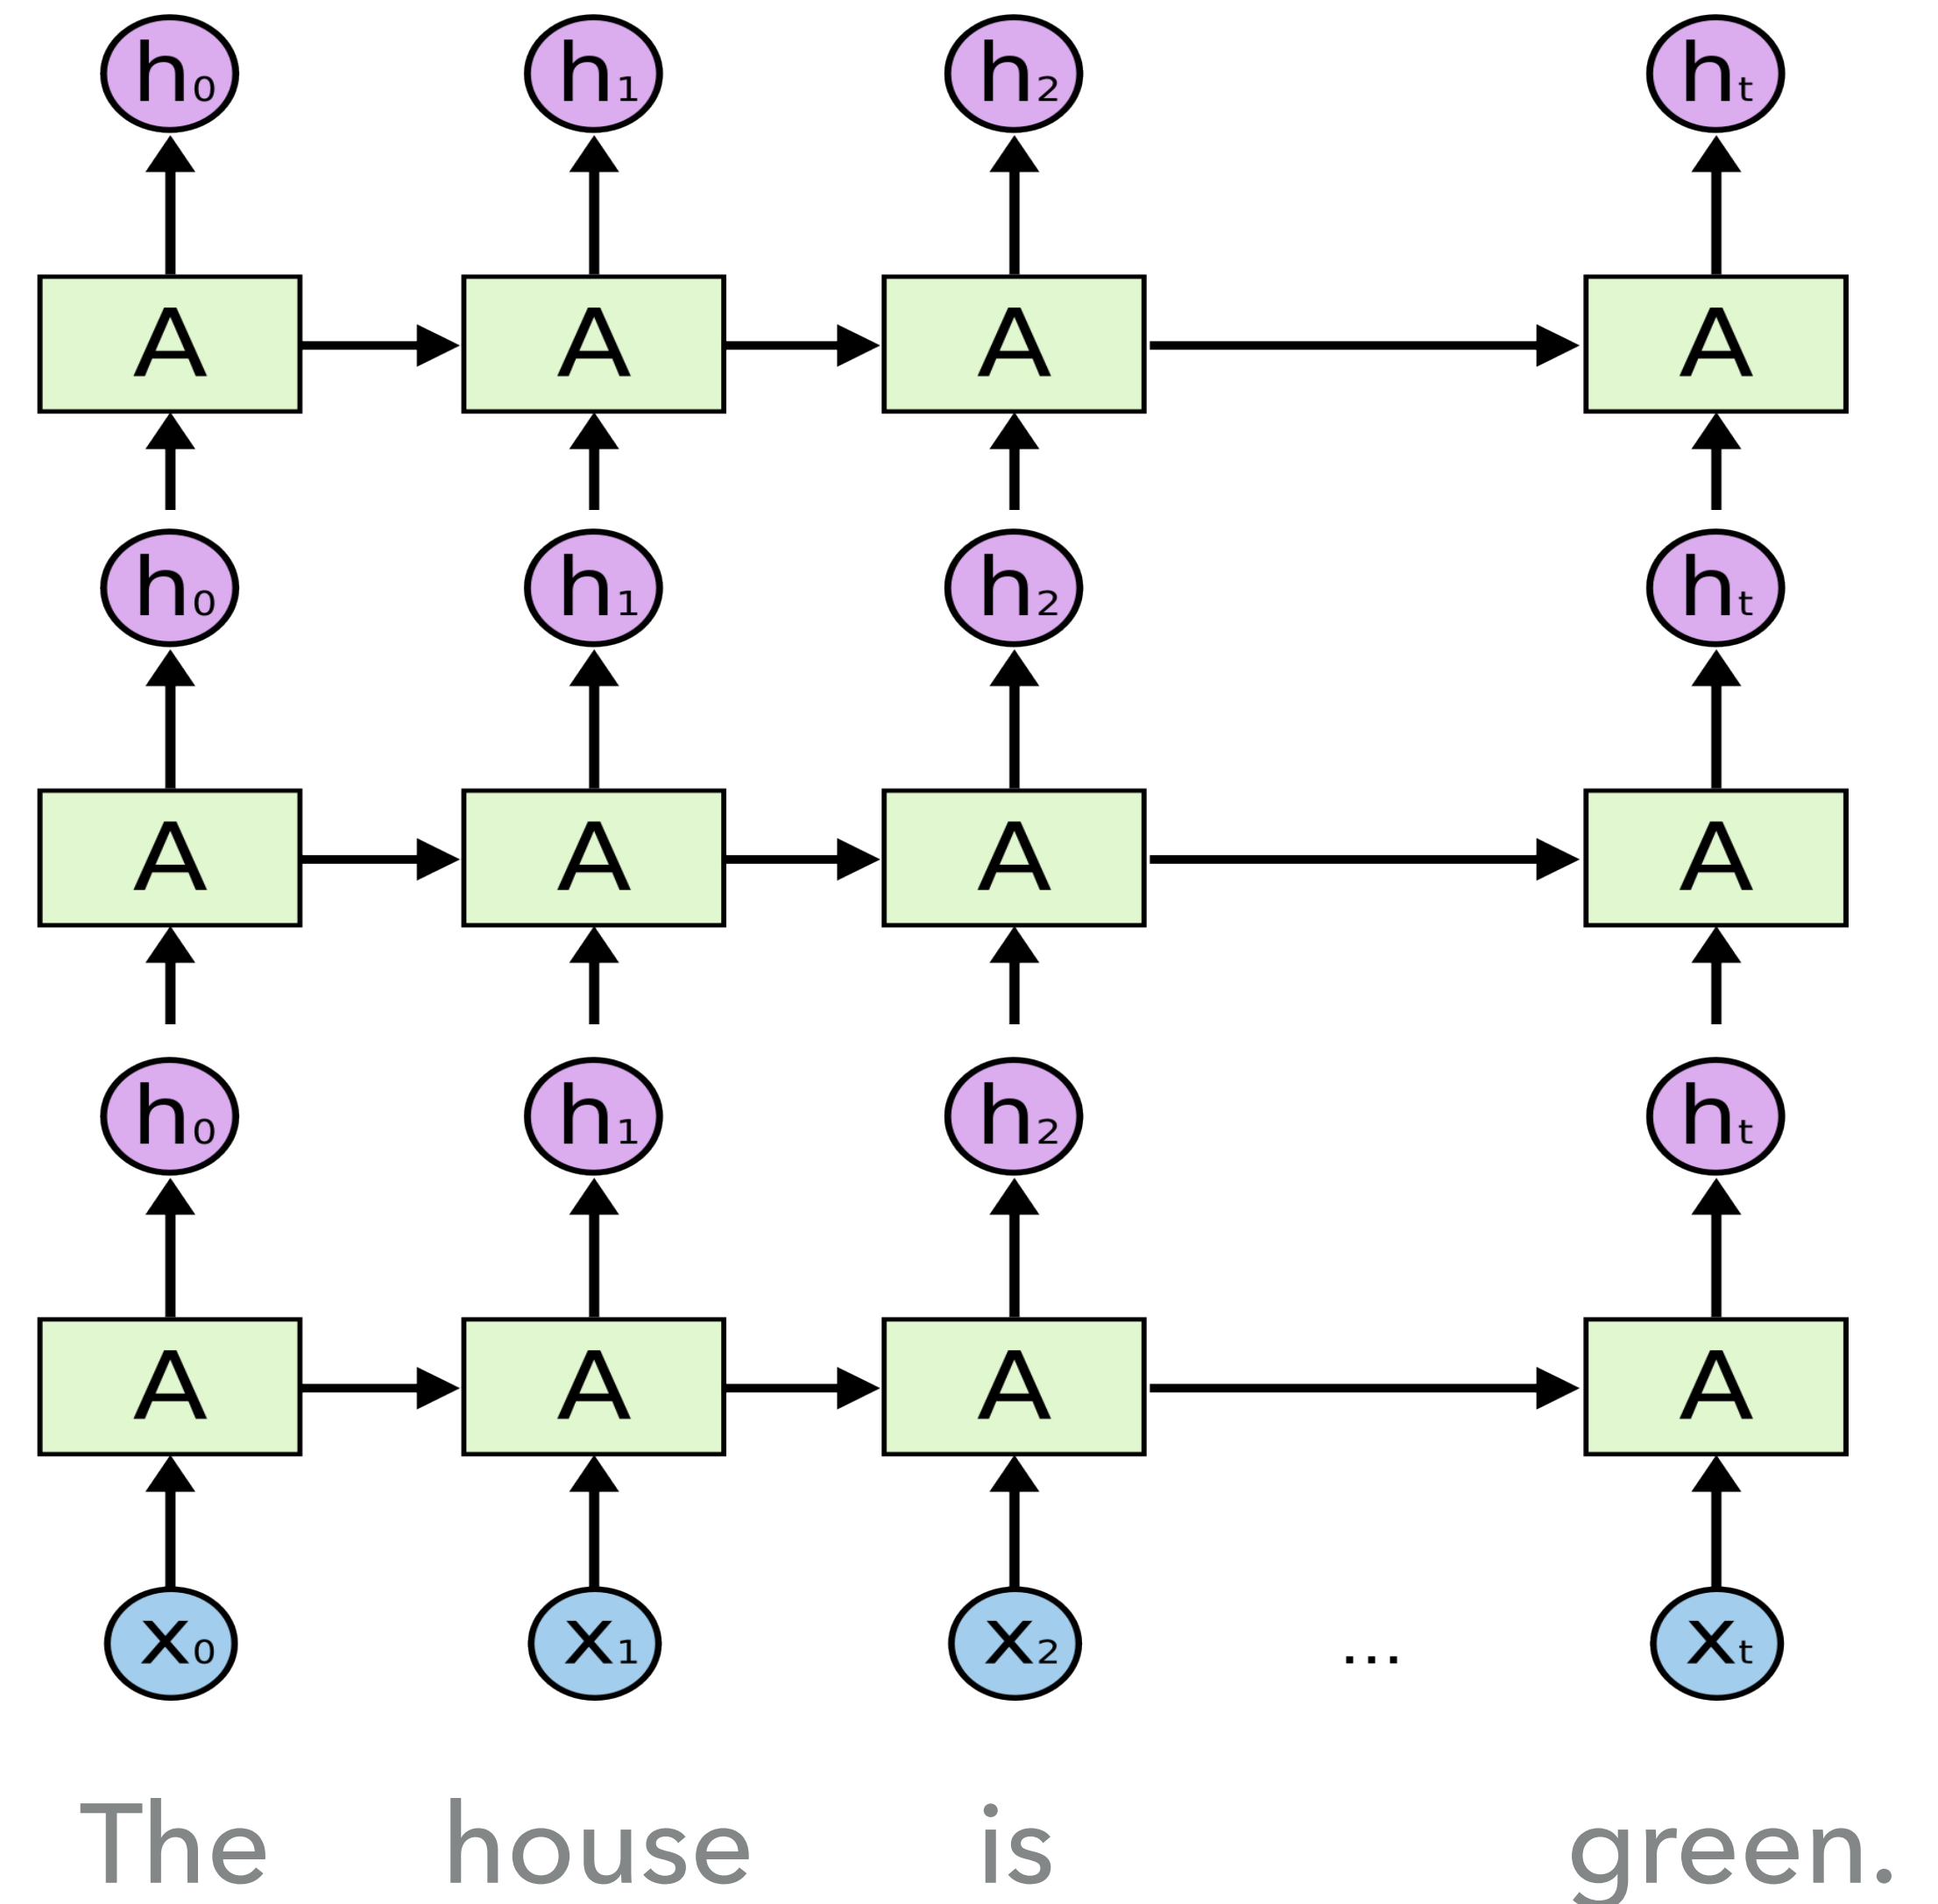 h₀ h₁ h₂ hₜ
A A A A
h₀ h₁ h₂ hₜ
A A A A
h₀ h₁ h₂ hₜ
A A A A
x₀ x₁ x₂ ... xₜ
The house is green.